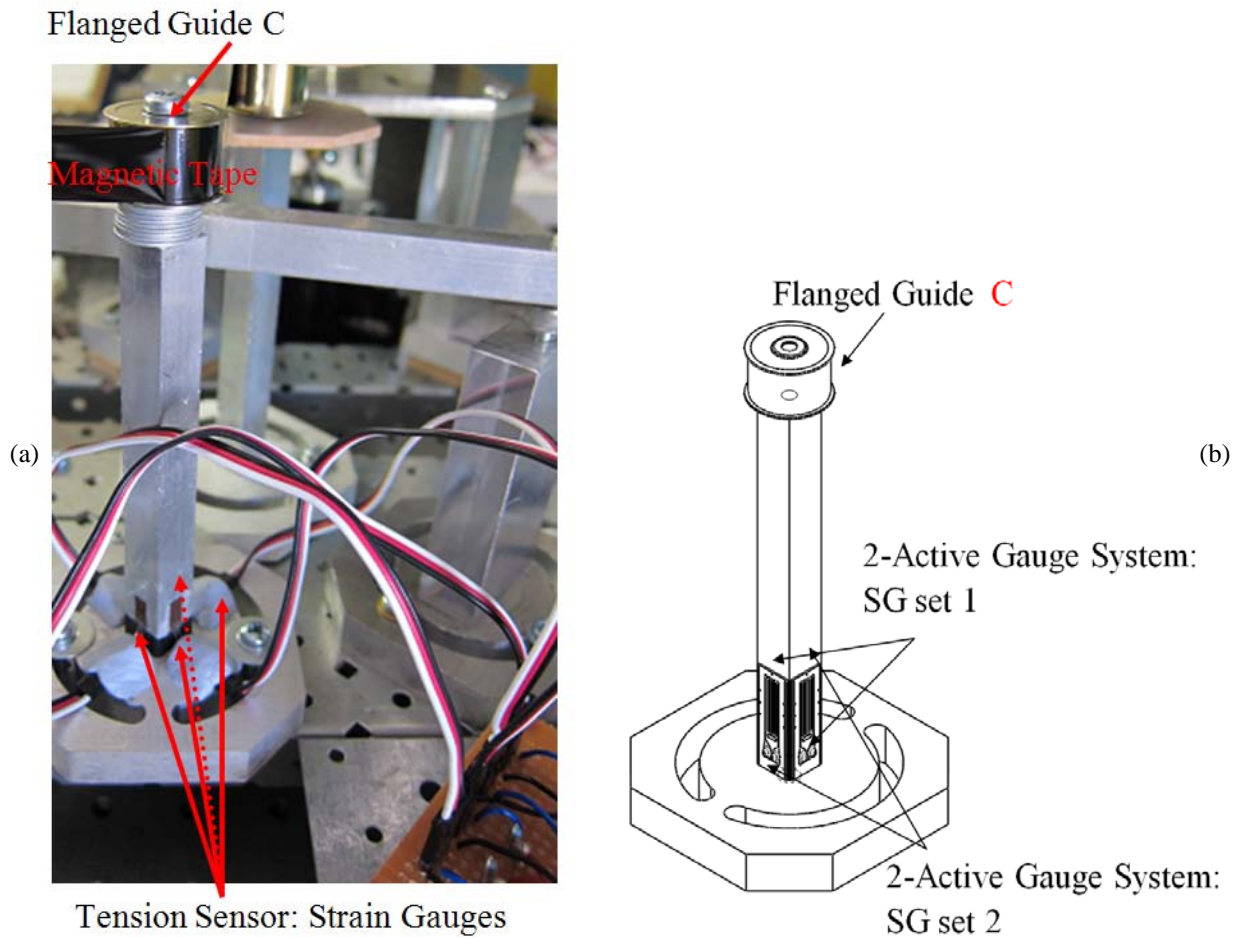 Flanged Guide C
Magnetic Tape
(a)
Tension Sensor: Strain Gauges
Flanged Guide C
(b)
2-Active Gauge System:
SG set 1
2-Active Gauge System:
SG set 2